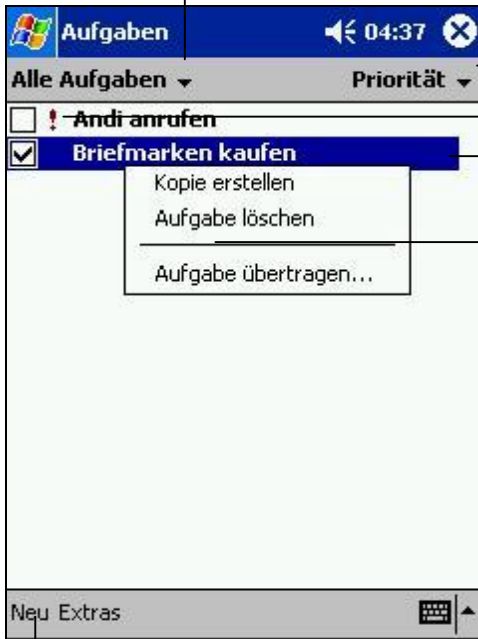 Aufgaben 04:37
Alle Aufgaben Priorität
! Andi anrufen
Briefmarken kaufen
Kopie erstellen
Aufgabe löschen
Aufgabe übertragen...
Neu Extras